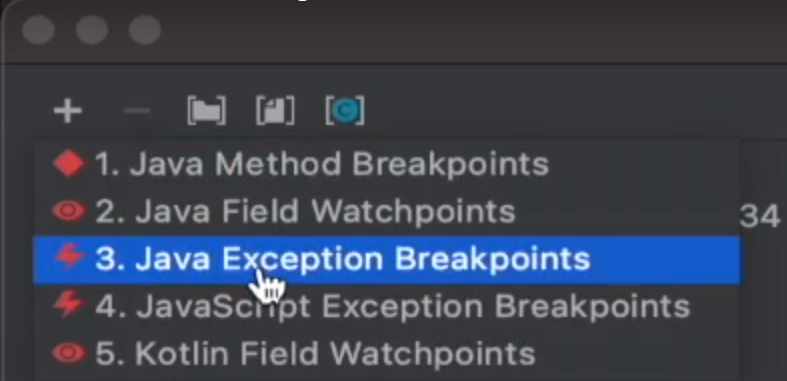 1. Java Method Breakpoints
2. Java Field Watchpoints
34
3. Java Exception Breakpoints
4. JavaScript Exception Breakpoints
5. Kotlin Field Watchpoints